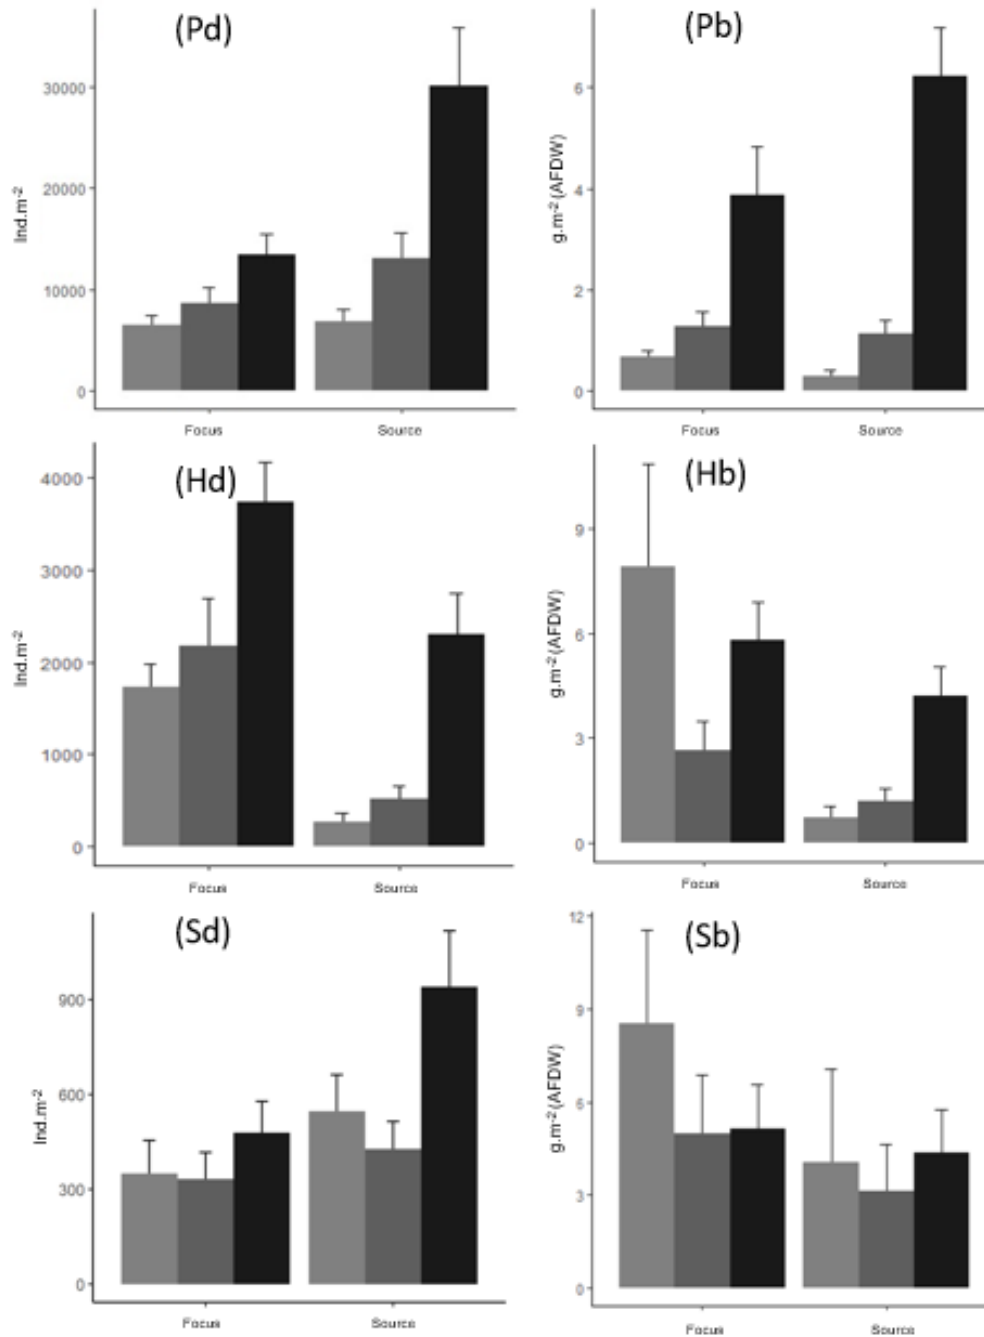 (Pd)
Ind.m-2
30000
20000
10000
0
Focus
Source
(Pb)
g.m-2 (AFDW)
6
4
2
0
Focus
Source
(Hd)
Ind.m-2
4000
3000
2000
1000
0
Focus
Source
(Hb)
g.m-2 (AFDW)
9
6
3
0
Focus
Source
(Sd)
Ind.m-2
900
600
300
0
Focus
Source
(Sb)
g.m-2 (AFDW)
12
9
6
3
0
Focus
Source